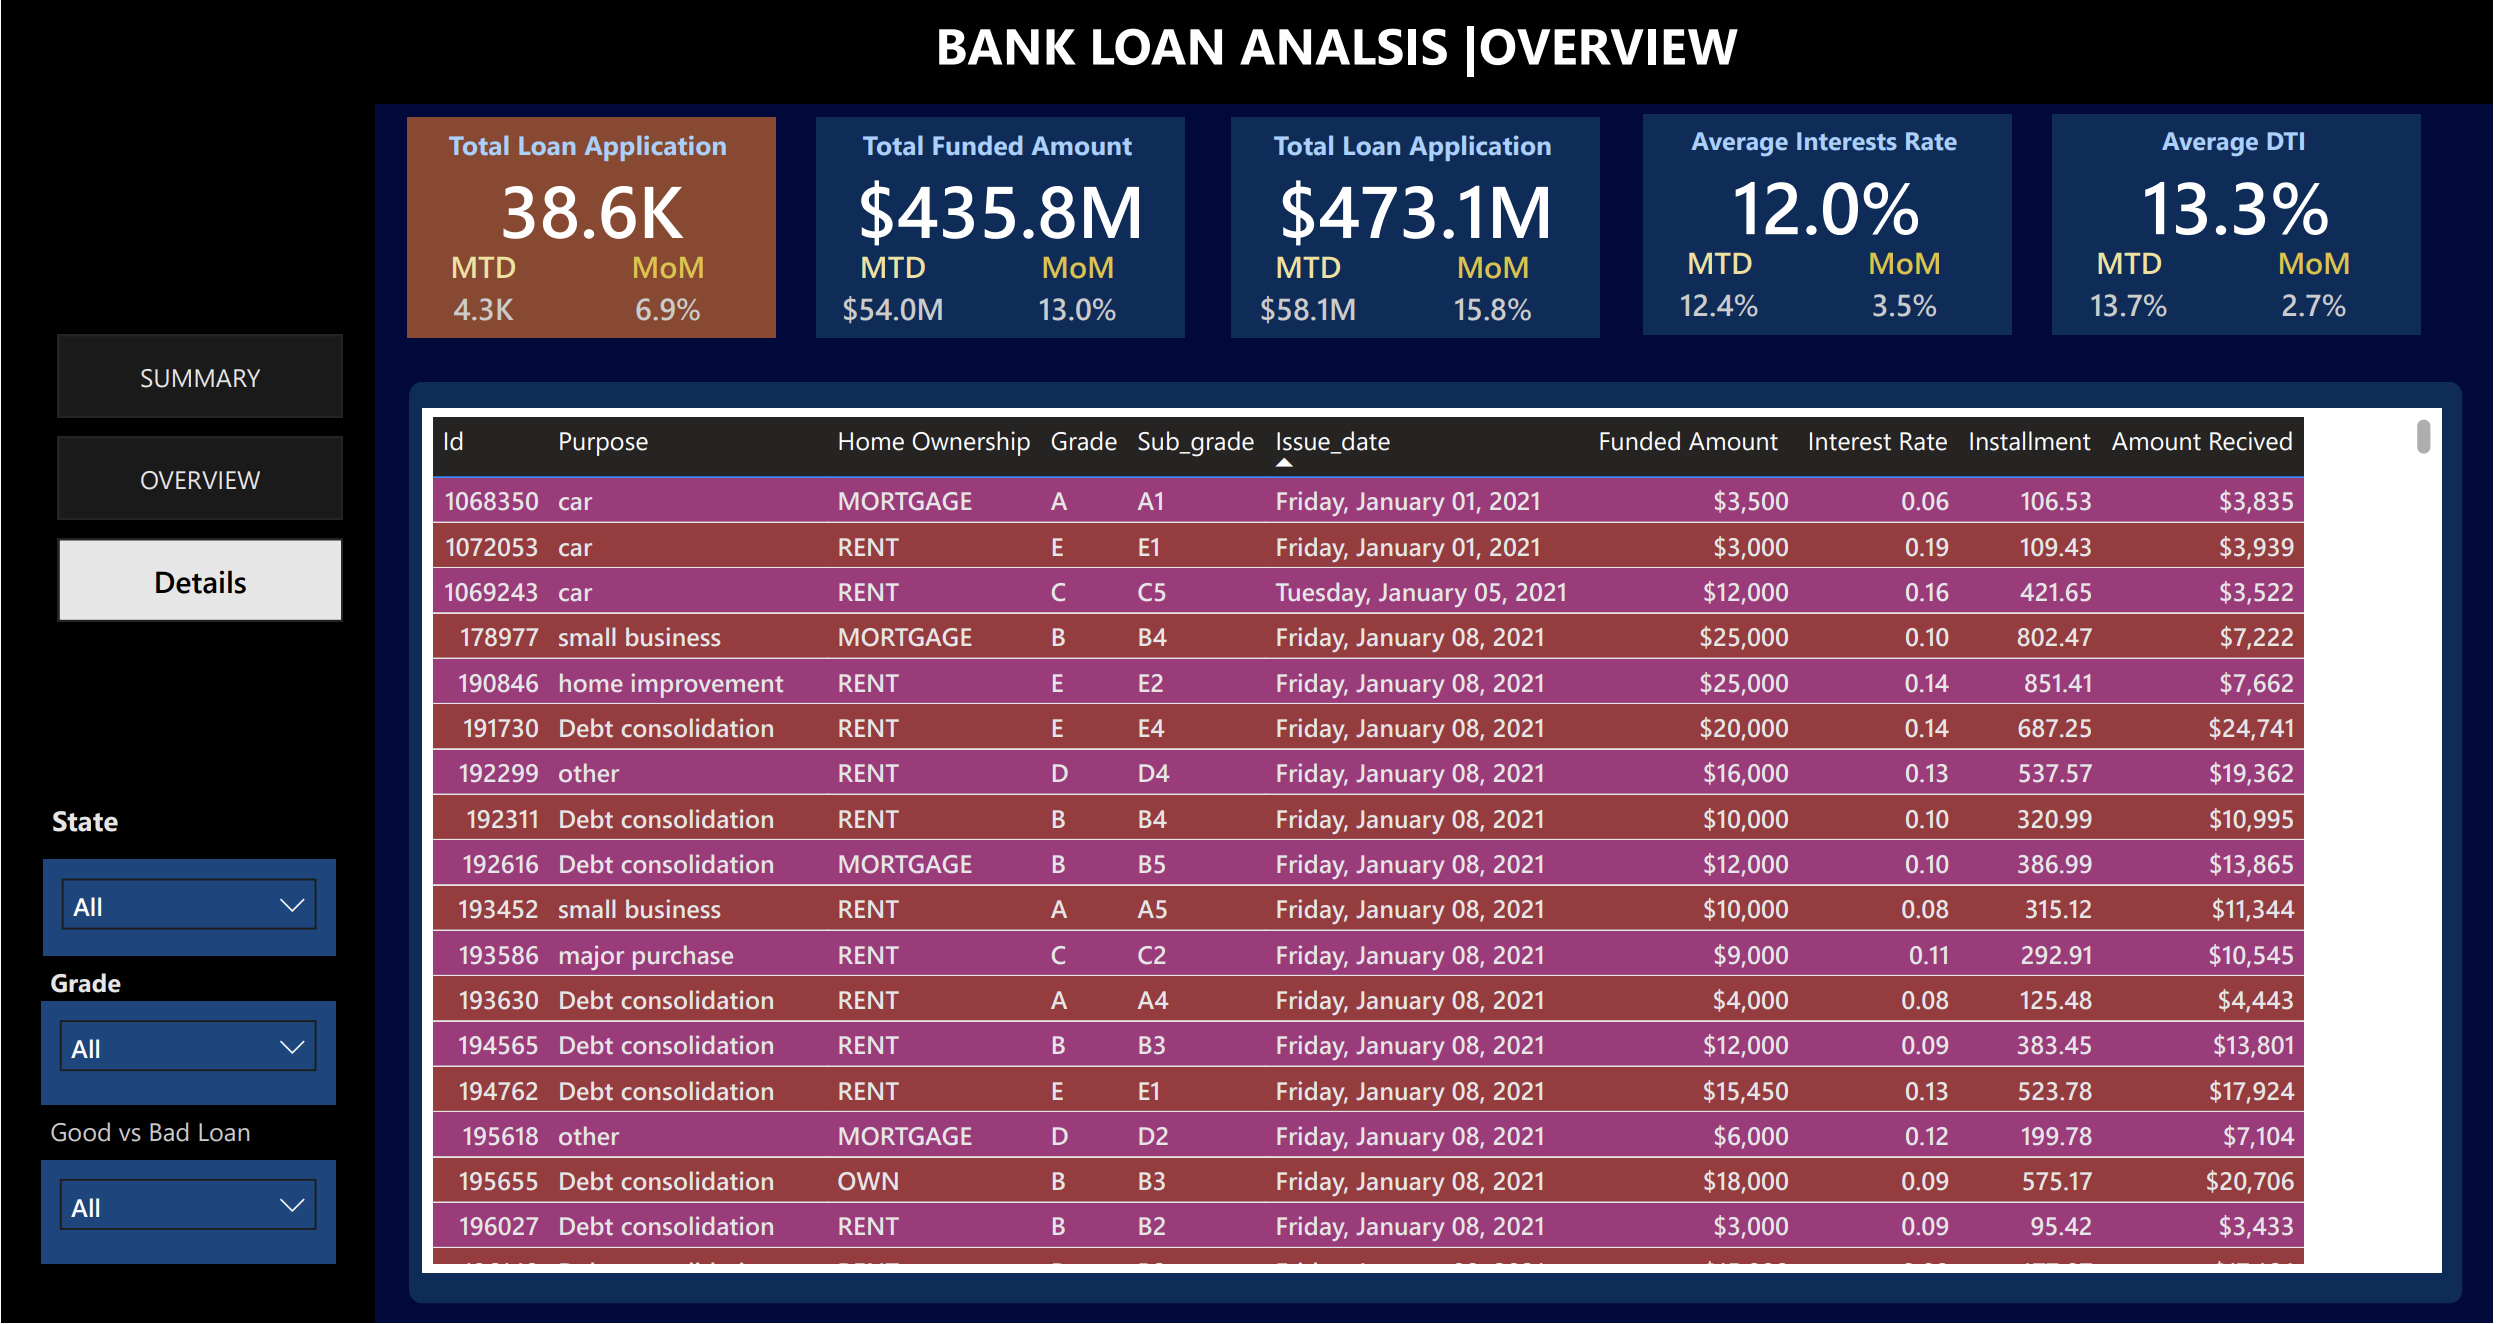 BANK LOAN ANALSIS |OVERVIEW
Total Loan Application
38.6K
MTD MoM
4.3K 6.9%
Total Funded Amount
$435.8M
MTD MoM
$54.0M 13.0%
Total Loan Application
$473.1M
MTD MoM
$58.1M 15.8%
Average Interests Rate
12.0%
MTD MoM
12.4% 3.5%
Average DTI
13.3%
MTD MoM
13.7% 2.7%
SUMMARY
OVERVIEW
Details
State
All
Grade
All
Good vs Bad Loan
All
Id Purpose Home Ownership Grade Sub_grade Issue_date Funded Amount Interest Rate Installment Amount Recived
1068350 car MORTGAGE A A1 Friday, January 01, 2021 $3,500 0.06 106.53 $3,835
1072053 car RENT E E1 Friday, January 01, 2021 $3,000 0.19 109.43 $3,939
1069243 car RENT C C5 Tuesday, January 05, 2021 $12,000 0.16 421.65 $3,522
178977 small business MORTGAGE B B4 Friday, January 08, 2021 $25,000 0.10 802.47 $7,222
190846 home improvement RENT E E2 Friday, January 08, 2021 $25,000 0.14 851.41 $7,662
191730 Debt consolidation RENT E E4 Friday, January 08, 2021 $20,000 0.14 687.25 $24,741
192299 other RENT D D4 Friday, January 08, 2021 $16,000 0.13 537.57 $19,362
192311 Debt consolidation RENT B B4 Friday, January 08, 2021 $10,000 0.10 320.99 $10,995
192616 Debt consolidation MORTGAGE B B5 Friday, January 08, 2021 $12,000 0.10 386.99 $13,865
193452 small business RENT A A5 Friday, January 08, 2021 $10,000 0.08 315.12 $11,344
193586 major purchase RENT C C2 Friday, January 08, 2021 $9,000 0.11 292.91 $10,545
193630 Debt consolidation RENT A A4 Friday, January 08, 2021 $4,000 0.08 125.48 $4,443
194565 Debt consolidation RENT B B3 Friday, January 08, 2021 $12,000 0.09 383.45 $13,801
194762 Debt consolidation RENT E E1 Friday, January 08, 2021 $15,450 0.13 523.78 $17,924
195618 other MORTGAGE D D2 Friday, January 08, 2021 $6,000 0.12 199.78 $7,104
195655 Debt consolidation OWN B B3 Friday, January 08, 2021 $18,000 0.09 575.17 $20,706
196027 Debt consolidation RENT B B2 Friday, January 08, 2021 $3,000 0.09 95.42 $3,433